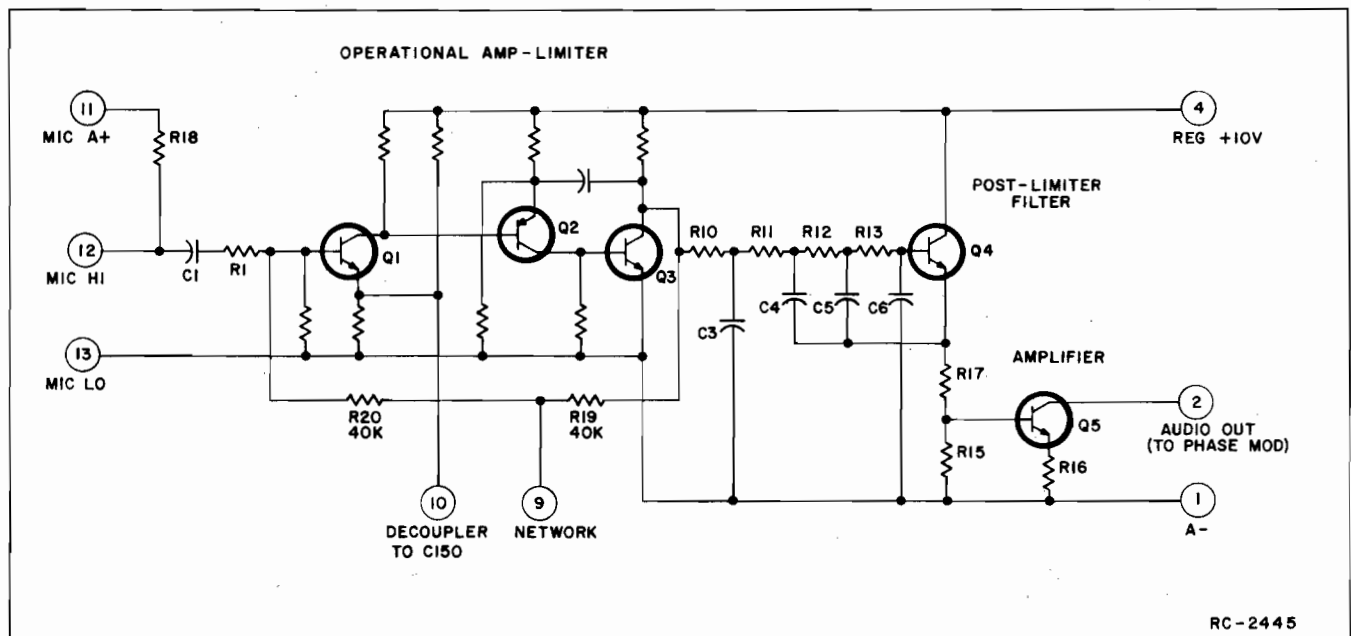 OPERATIONAL AMP-LIMITER
11
MIC A+
R18
4
REG +10V
POST-LIMITER
FILTER
12
MIC HI
C1
R1
Q1
Q2
Q3
R10
R11
R12
R13
Q4
C3
C4
C5
C6
13
MIC LO
R20
40K
R19
40K
R17
AMPLIFIER
Q5
2
AUDIO OUT
(TO PHASE MOD)
R15
R16
10
DECOUPLER
TO C150
9
NETWORK
1
A-
RC-2445